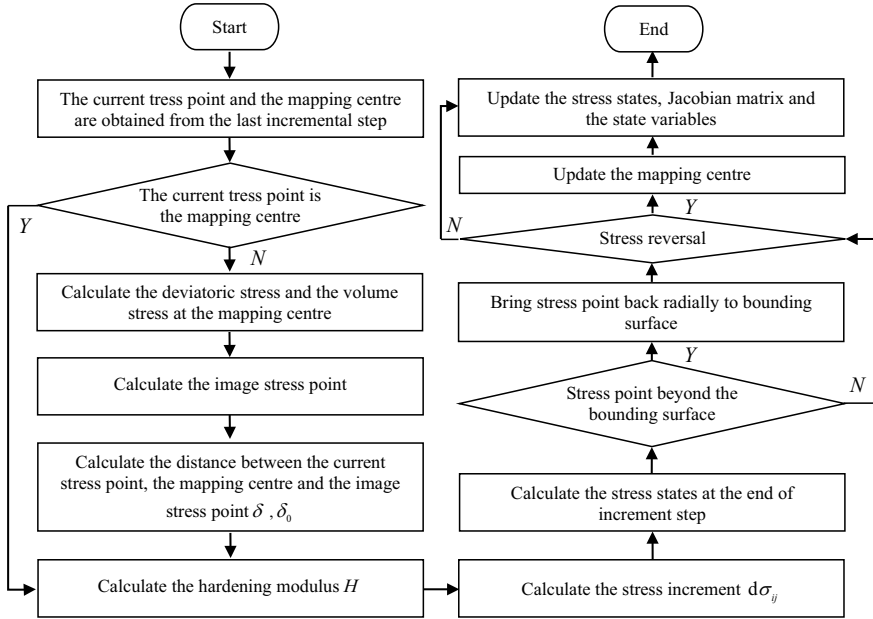 Start
The current tress point and the mapping centre
are obtained from the last incremental step
The current tress point is
the mapping centre
Y
N
Calculate the deviatoric stress and the volume
stress at the mapping centre
Calculate the image stress point
Calculate the distance between the current
stress point, the mapping centre and the image
stress point δ , δ₀
Calculate the hardening modulus H
End
Update the stress states, Jacobian matrix and
the state variables
Update the mapping centre
Y
N
Stress reversal
Bring stress point back radially to bounding
surface
Y
N
Stress point beyond the
bounding surface
Calculate the stress states at the end of
increment step
Calculate the stress increment dσᵢⱼ